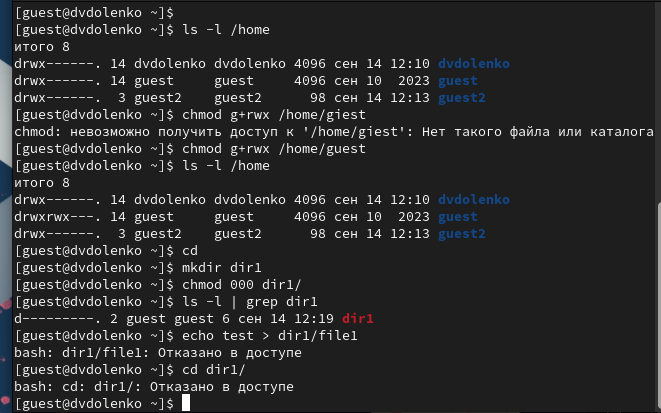 [guest@dvdolenko ~]$
[guest@dvdolenko ~]$ ls -l /home
итого 8
drwx------. 14 dvdolenko dvdolenko 4096 сен 14 12:10 dvdolenko
drwx------. 14 guest     guest     4096 сен 10  2023 guest
drwx------.  3 guest2    guest2      98 сен 14 12:13 guest2
[guest@dvdolenko ~]$ chmod g+rwx /home/giest
chmod: невозможно получить доступ к '/home/giest': Нет такого файла или каталога
[guest@dvdolenko ~]$ chmod g+rwx /home/guest
[guest@dvdolenko ~]$ ls -l /home
итого 8
drwx------. 14 dvdolenko dvdolenko 4096 сен 14 12:10 dvdolenko
drwxrwx---. 14 guest     guest     4096 сен 10  2023 guest
drwx------.  3 guest2    guest2      98 сен 14 12:13 guest2
[guest@dvdolenko ~]$ cd
[guest@dvdolenko ~]$ mkdir dir1
[guest@dvdolenko ~]$ chmod 000 dir1/
[guest@dvdolenko ~]$ ls -l | grep dir1
d---------. 2 guest guest 6 сен 14 12:19 dir1
[guest@dvdolenko ~]$ echo test > dir1/file1
bash: dir1/file1: Отказано в доступе
[guest@dvdolenko ~]$ cd dir1/
bash: cd: dir1/: Отказано в доступе
[guest@dvdolenko ~]$